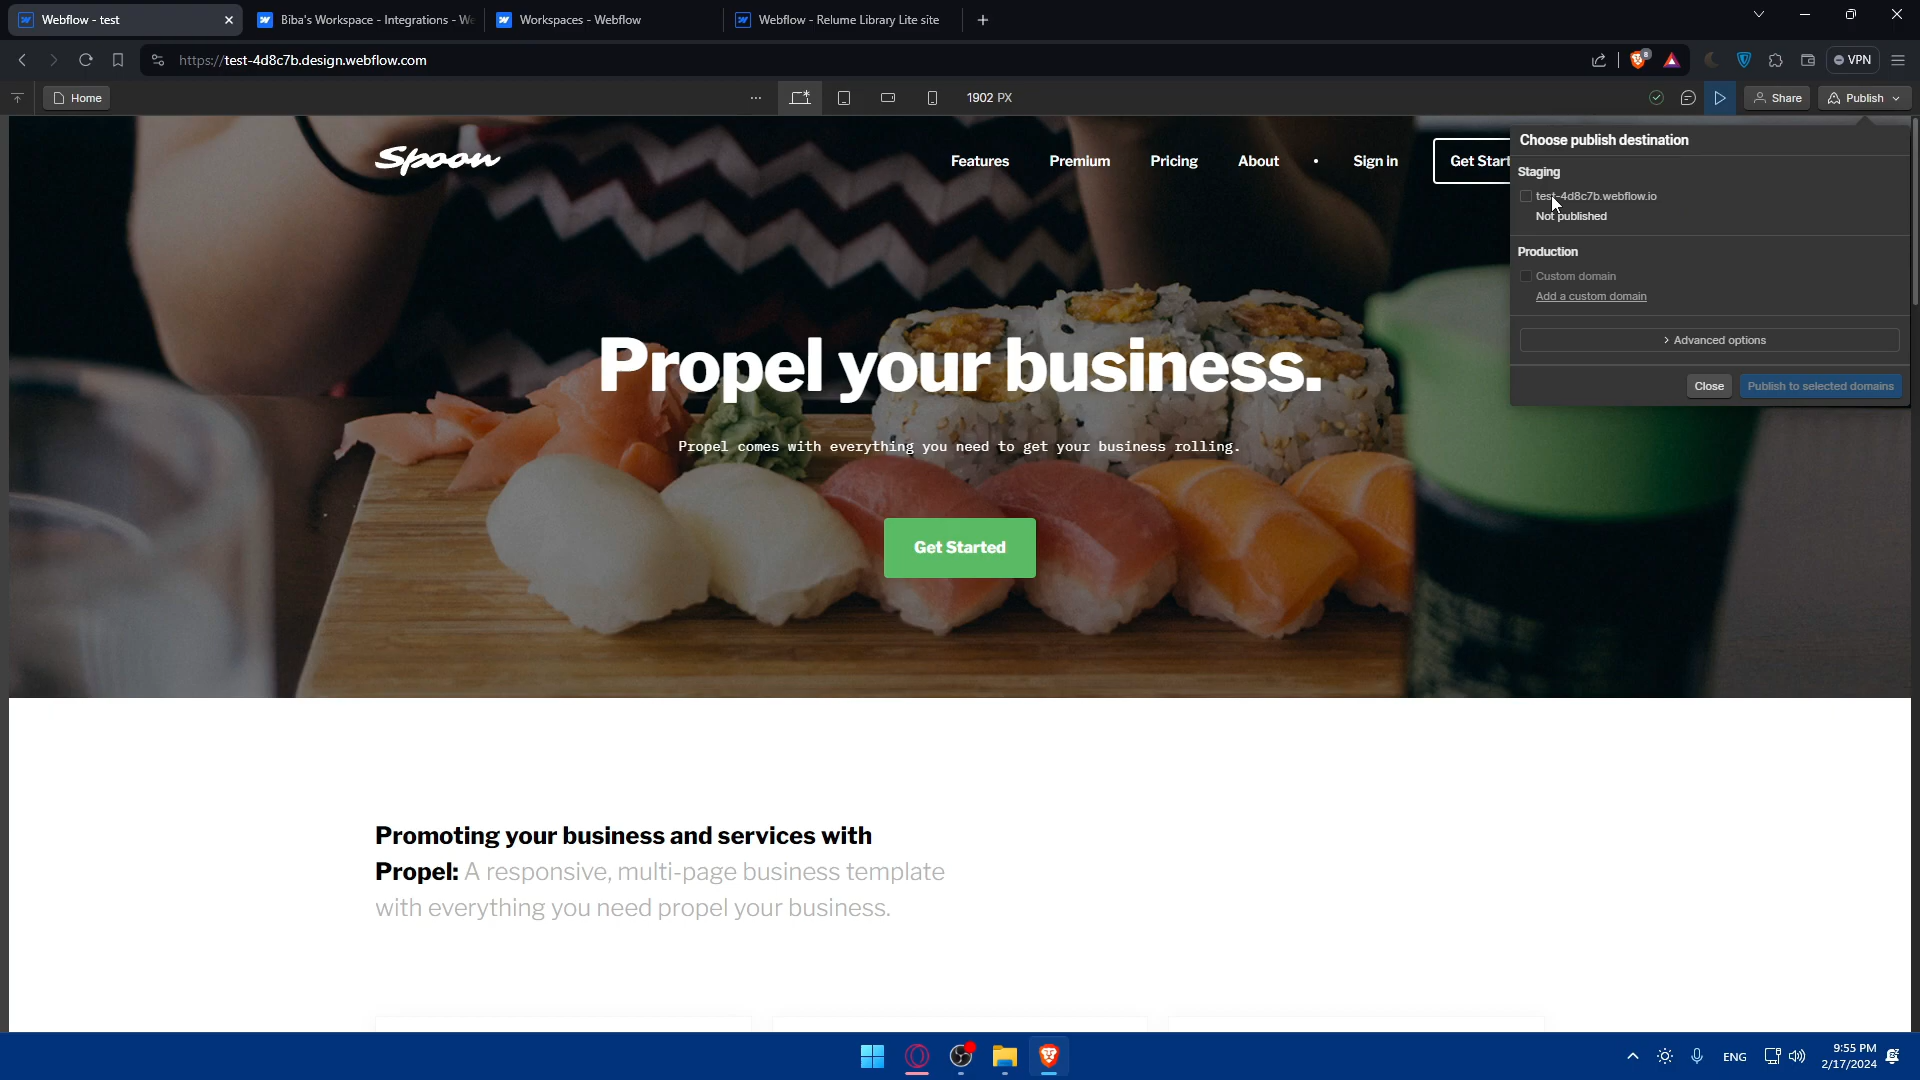 Webflow - test
Biba's Workspace - Integrations - We
Workspaces - Webflow
Webflow - Relume Library Lite site
https://test-4d8c7b.design.webflow.com
8
VPN
Home
1902 PX
Share
Publish
Spoon
Features
Premium
Pricing
About
Sign in
Get Start
Choose publish destination
Staging
test-4d8c7b.webflow.io
Not published
Production
Custom domain
Add a custom domain
Advanced options
Close
Publish to selected domains
Propel your business.
Propel comes with everything you need to get your business rolling.
Get Started
Promoting your business and services with
Propel: A responsive, multi-page business template
with everything you need propel your business.
ENG
9:55 PM
2/17/2024